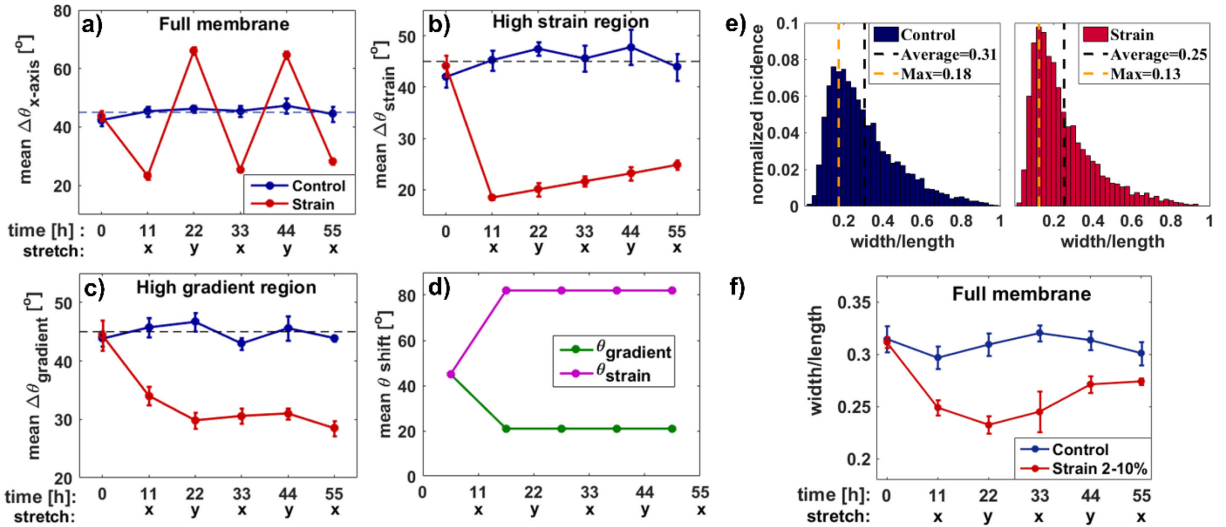 a) Full membrane
mean Δθx-axis [o]
80
60
40
20
Control
Strain
time [h] : 0 11 22 33 44 55
stretch: x y x y x
b) High strain region
mean Δθstrain [o]
50
40
30
20
0 11 22 33 44 55
x y x y x
e)
normalized incidence
0.1
0.08
0.06
0.04
0.02
0
Control
Average=0.31
Max=0.18
0.2 0.4 0.6 0.8 1
width/length
Strain
Average=0.25
Max=0.13
0.2 0.4 0.6 0.8 1
width/length
c) High gradient region
mean Δθgradient [o]
50
40
30
20
time [h]: 0 11 22 33 44 55
stretch: x y x y x
d)
mean θ shift [o]
80
60
40
20
0
θgradient
θstrain
0 11 22 33 44 55
x y x y x
f) Full membrane
width/length
0.35
0.3
0.25
0.2
Control
Strain 2-10%
time [h]: 0 11 22 33 44 55
stretch: x y x y x